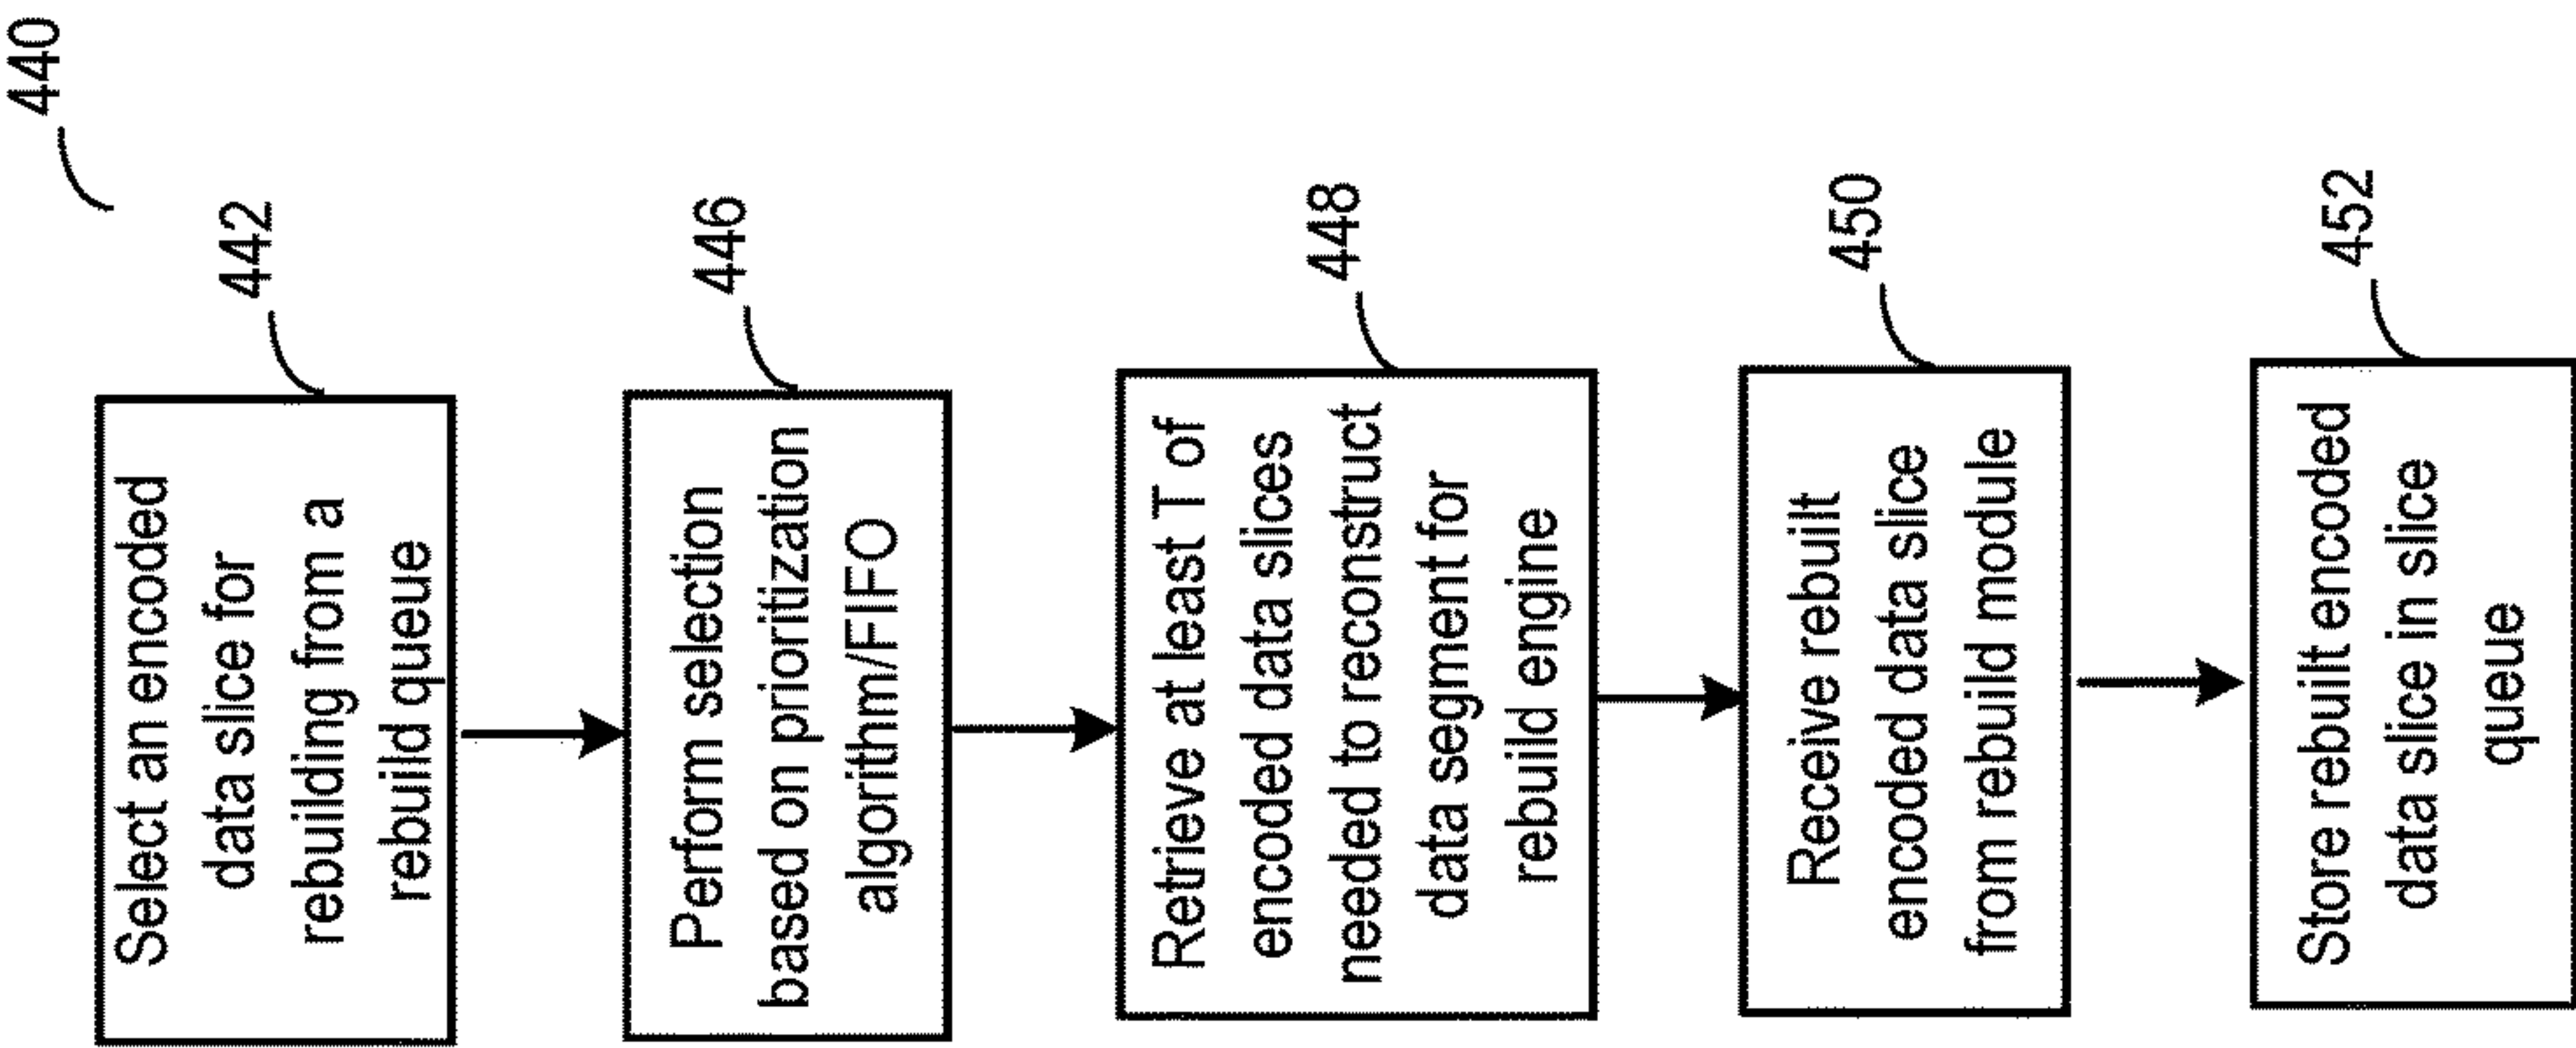 440
442
Select an encoded
data slice for
rebuilding from a
rebuild queue
446
Perform selection
based on prioritization
algorithm/FIFO
448
Retrieve at least T of
encoded data slices
needed to reconstruct
data segment for
rebuild engine
450
Receive rebuilt
encoded data slice
from rebuild module
452
Store rebuilt encoded
data slice in slice
queue